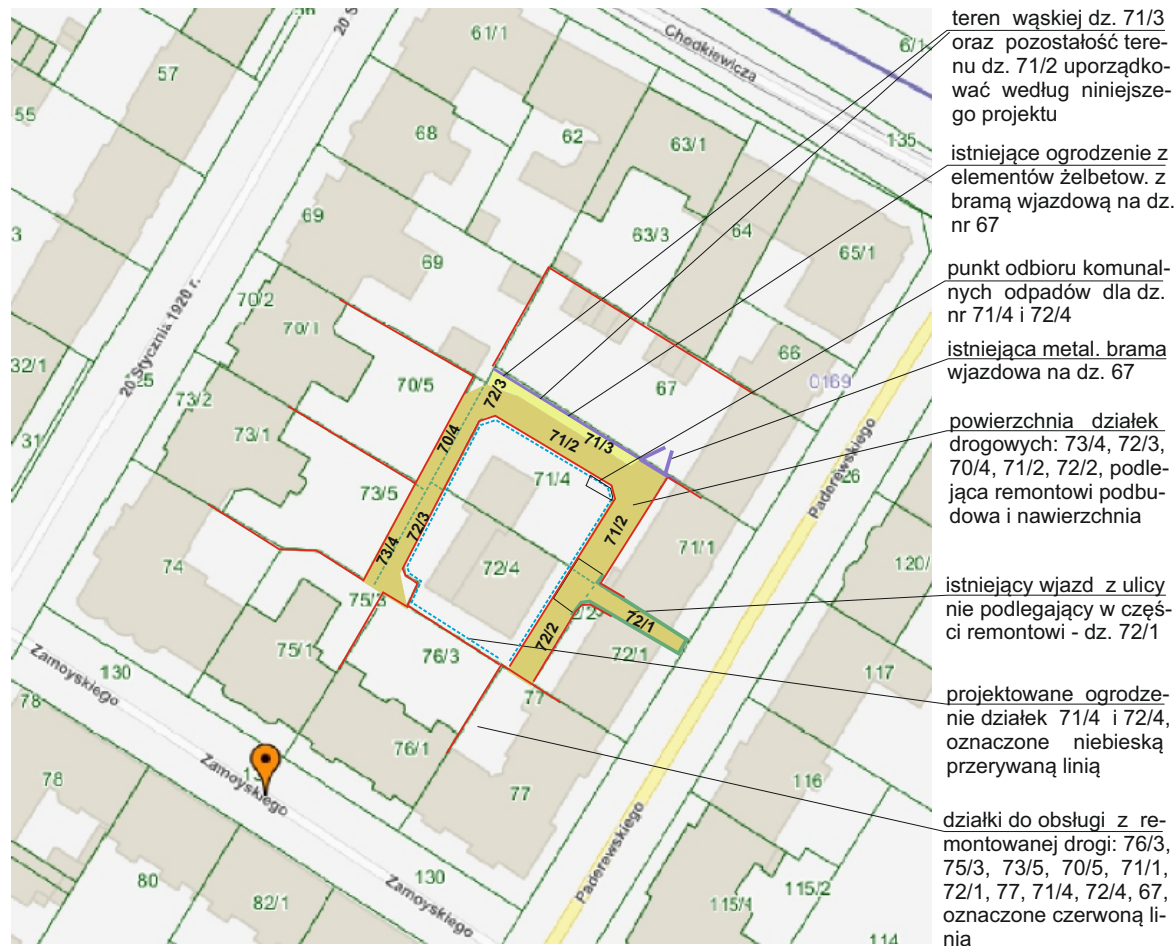 teren wąskiej dz. 71/3
oraz pozostałość tere-
nu dz. 71/2 uporządko-
wać według niniejsze-
go projektu
istniejące ogrodzenie z
elementów żelbetow. z
bramą wjazdową na dz.
nr 67
punkt odbioru komunal-
nych odpadów dla dz.
nr 71/4 i 72/4
istniejąca metal. brama
wjazdowa na dz. 67
powierzchnia działek
drogowych: 73/4, 72/3,
70/4, 71/2, 72/2, podle-
jąca remontowi podbu-
dowa i nawierzchnia
istniejący wjazd z ulicy
nie podlegający w częś-
ci remontowi - dz. 72/1
projektowane ogrodze-
nie działek 71/4 i 72/4,
oznaczone niebieską
przerywaną linią
działki do obsługi z re-
montowanej drogi: 76/3,
75/3, 73/5, 70/5, 71/1,
72/1, 77, 71/4, 72/4, 67,
oznaczone czerwoną li-
nią
20 S
61/1
Chodkiewicza
6/1
57
55
68
62
63/1
135
69
63/3
64
65/1
3
69
70/2
70/1
20 Stycznia 1920 r.
25
32/1
70/5
72/3
67
66
0169
73/2
31
73/1
70/4
71/2
71/3
73/5
71/4
Paderewskiego
26
72/3
71/2
71/1
74
73/4
72/4
120/
75/3
72/1
72/2
75/1
76/3
72/1
117
Zamoyskiego
130
78
77
76/1
Zamoyskiego
78
77
116
Paderewskiego
80
130
115/2
82/1
Zamoyskiego
115/4
114